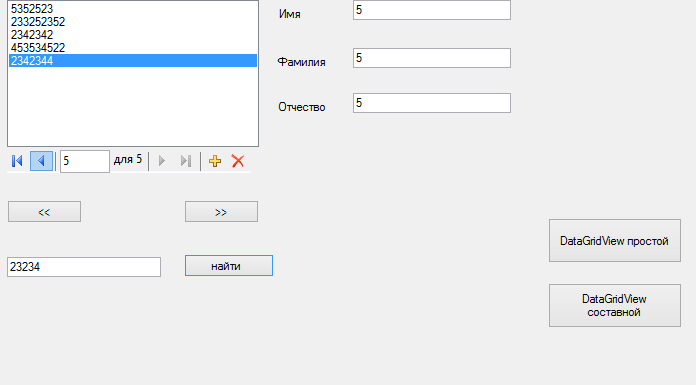 5352523
233252352
2342342
453534522
2342344
Имя
5
Фамилия
5
Отчество
5
5
для 5
<<
>>
23234
найти
DataGridView простой
DataGridView
составной